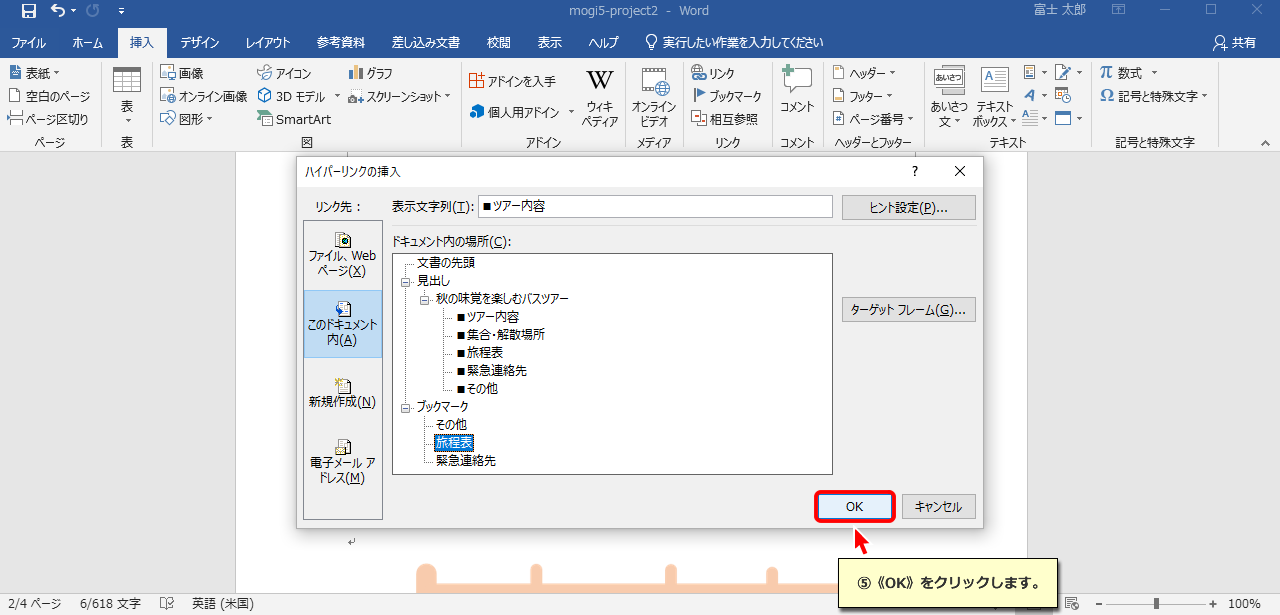 mogi5-project2 - Word
富士 太郎
ファイル ホーム 挿入 デザイン レイアウト 参考資料 差し込み文書 校閲 表示 ヘルプ 実行したい作業を入力してください 共有
表紙
空白のページ
ページ区切り
ページ
表
表
画像
オンライン画像
図形
アイコン
3D モデル
SmartArt
グラフ
スクリーンショット
図
アドインを入手
個人用アドイン
W
ウィキ
ペディア
アドイン
オンライン
ビデオ
メディア
リンク
ブックマーク
相互参照
リンク
コメント
コメント
ヘッダー
フッター
ページ番号
ヘッダーとフッター
あいさつ
あいさつ
文
A
テキスト
ボックス
テキスト
π 数式
Ω 記号と特殊文字
記号と特殊文字
ハイパーリンクの挿入
?
リンク先：
表示文字列(T): ■ツアー内容
ヒント設定(P)...
ファイル、Web
ページ(X)
このドキュメント
内(A)
新規作成(N)
電子メール ア
ドレス(M)
ドキュメント内の場所(C):
文書の先頭
見出し
秋の味覚を楽しむバスツアー
■ツアー内容
■集合・解散場所
■旅程表
■緊急連絡先
■その他
ブックマーク
その他
旅程表
緊急連絡先
ターゲット フレーム(G)...
OK
キャンセル
⑤《OK》をクリックします。
2/4 ページ 6/618 文字 英語 (米国)
100%